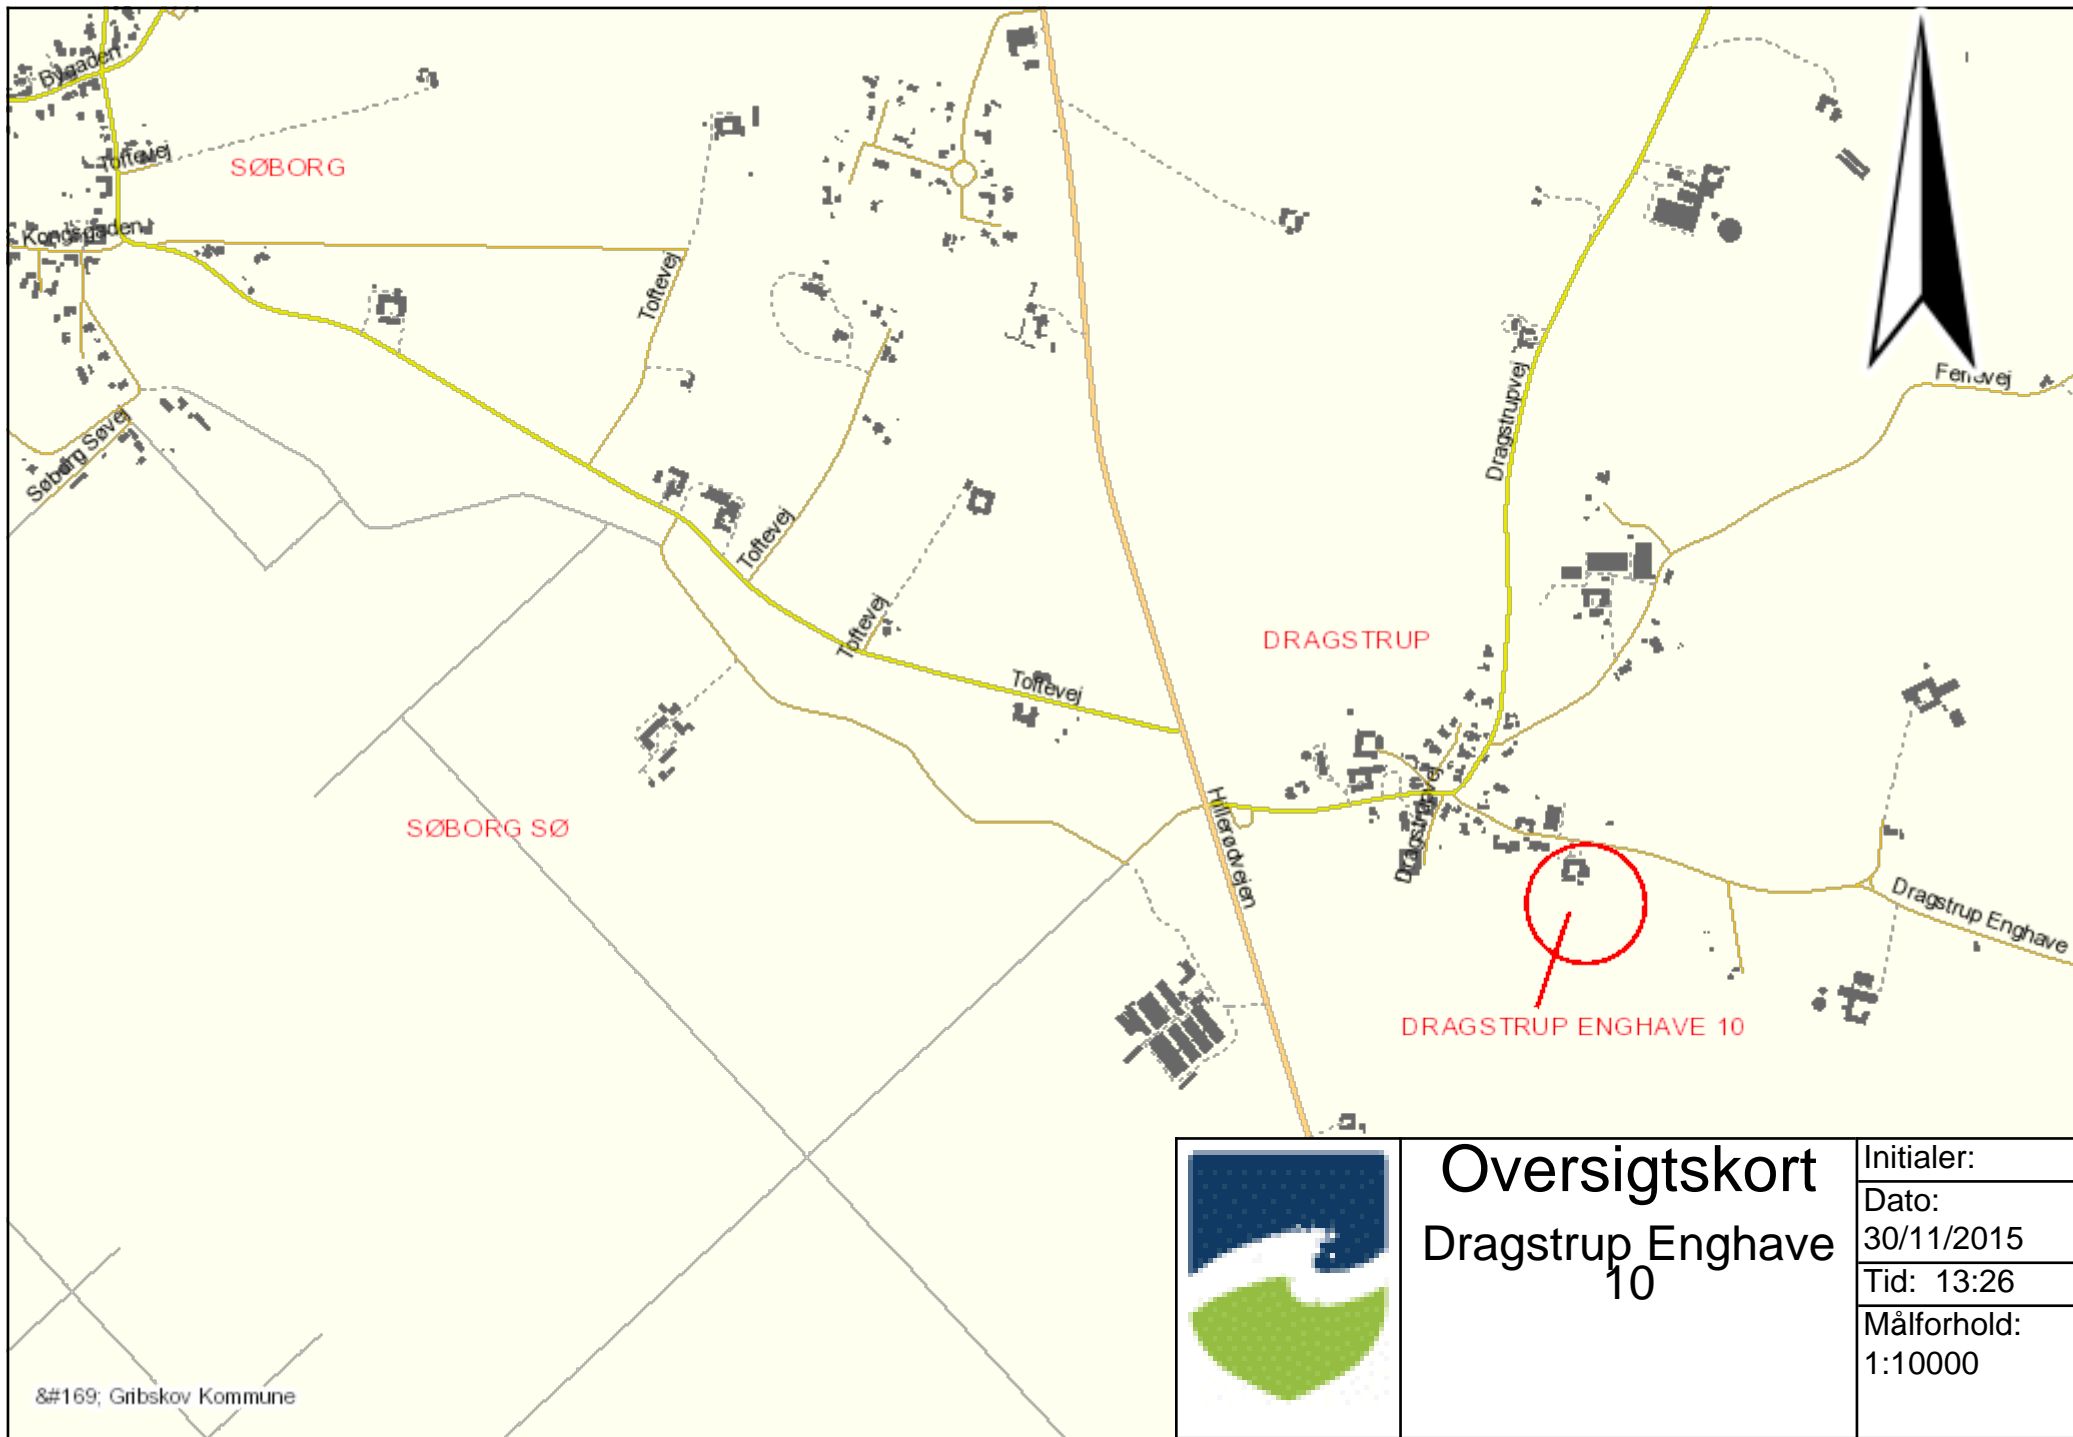 Bygaden
Toftevej
SØBORG
Kongsgaden
Toftevej
Søborg Søvej
Toftevej
Toftevej
Toftevej
Dragstrupvej
Ferlevej
DRAGSTRUP
SØBORG SØ
Hillerødvejen
Dragstrupvej
Dragstrup Enghave
DRAGSTRUP ENGHAVE 10
Oversigtskort
Dragstrup Enghave
10
Initialer:
Dato:
30/11/2015
Tid: 13:26
Målforhold:
1:10000
&#169; Gribskov Kommune